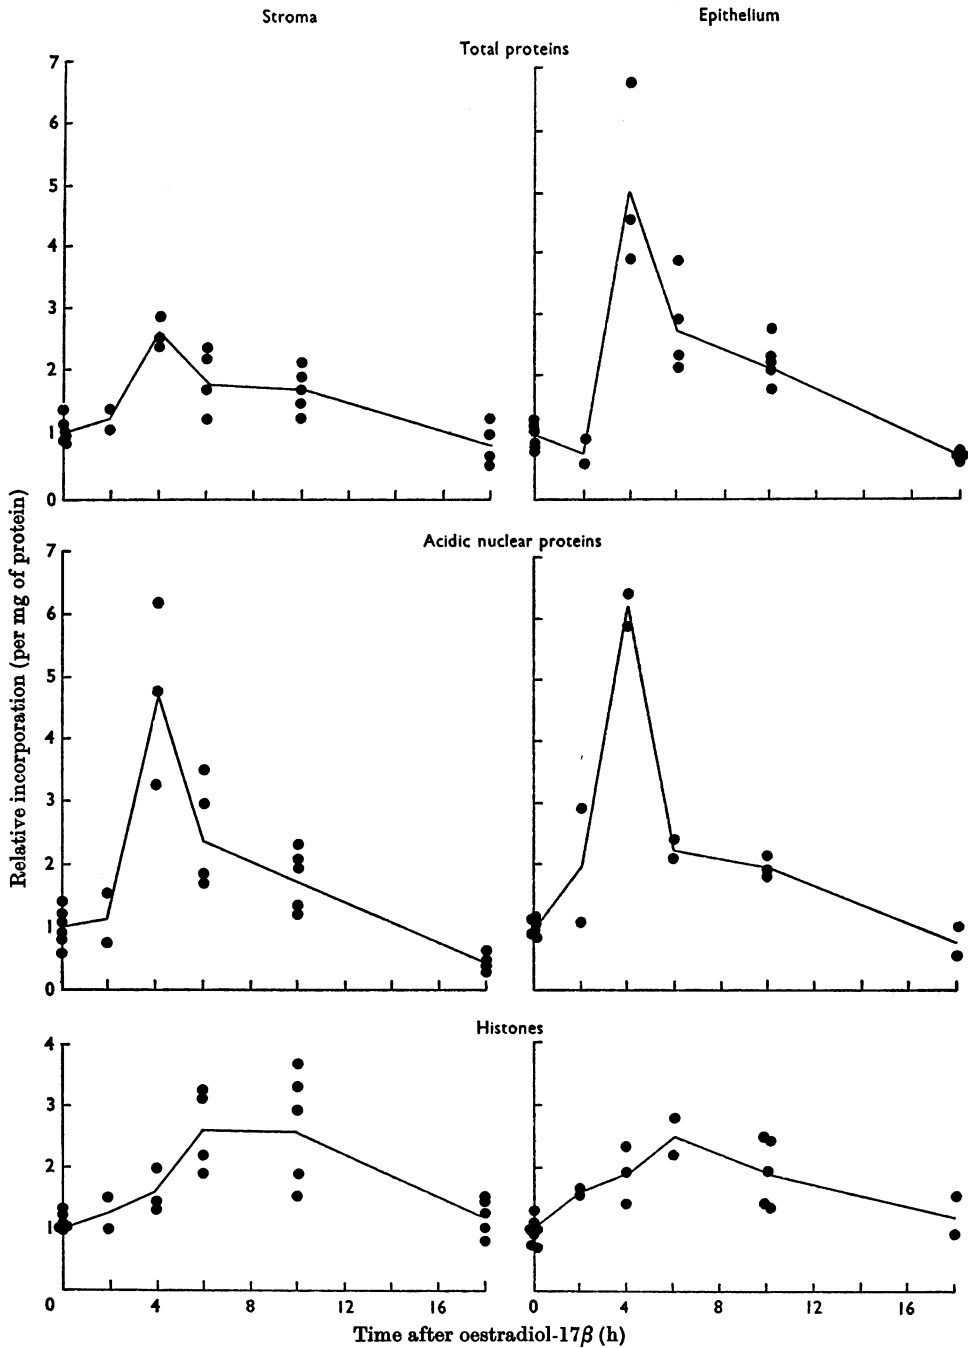 Stroma
Epithelium
Total proteins
7
6
5
4
3
2
1
0
Acidic nuclear proteins
7
6
5
4
3
2
1
0
Histones
4
3
2
1
0
0 4 8 12 16
0 4 8 12 16
Relative incorporation (per mg of protein)
Time after oestradiol-17β (h)